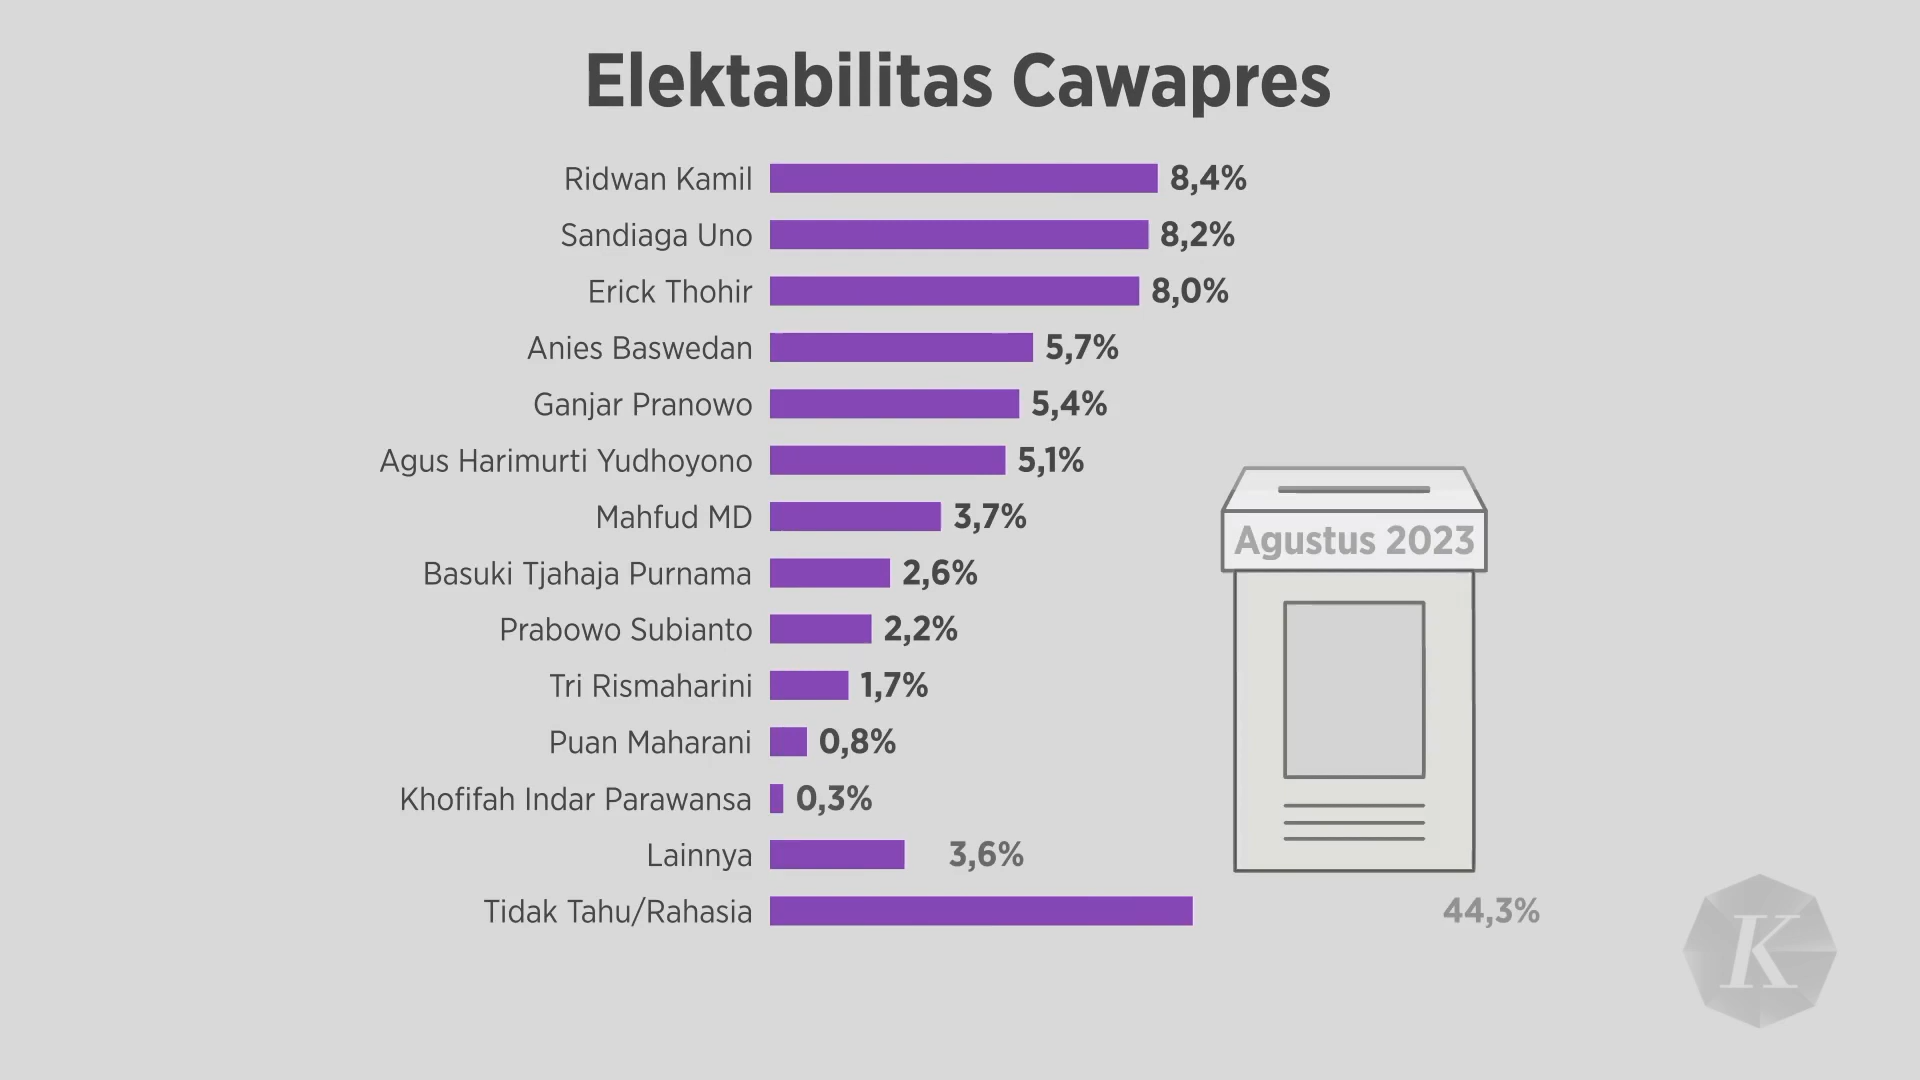 Elektabilitas Cawapres
Ridwan Kamil 8,4%
Sandiaga Uno 8,2%
Erick Thohir 8,0%
Anies Baswedan 5,7%
Ganjar Pranowo 5,4%
Agus Harimurti Yudhoyono 5,1%
Mahfud MD 3,7%
Basuki Tjahaja Purnama 2,6%
Prabowo Subianto 2,2%
Tri Rismaharini 1,7%
Puan Maharani 0,8%
Khofifah Indar Parawansa 0,3%
Lainnya 3,6%
Tidak Tahu/Rahasia 44,3%
Agustus 2023
K